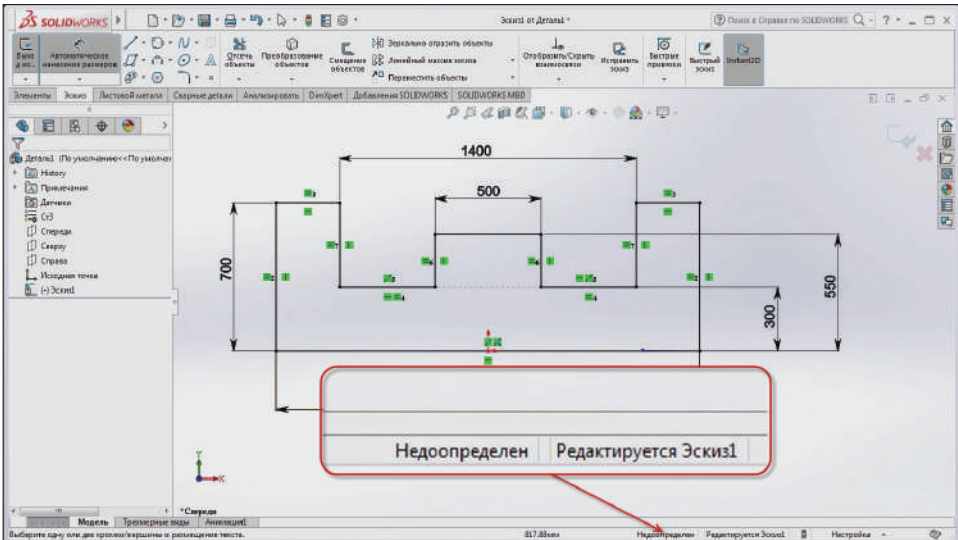 SOLIDWORKS
Эскиз1 от Деталь1 *
Поиск в Справке по SOLIDWORKS
Автоматическое нанесение размеров
Отсечь объекты
Преобразование объектов
Смещение объектов
Зеркально отразить объекты
Линейный массив эскиза
Переместить объекты
Отобразить/Скрыть взаимосвязи
Исправить эскиз
Быстрые привязки
Быстрый эскиз
Instant2D
Элементы Эскиз Листовой металл Сварные детали Анализировать DimXpert Добавления SOLIDWORKS SOLIDWORKS MBD
Деталь1 (По умолчанию<<По умолчан
History
Примечания
Датчики
Спереди
Сверху
Справа
Исходная точка
(-) Эскиз1
1400
500
700
550
300
Недоопределен Редактируется Эскиз1
Y
X
*Спереди
Модель Трехмерные виды Анимация1
Выберите одну или две кромки/вершины и размещение текста.
817.88мм Недоопределен Редактируется Эскиз1 Настройка